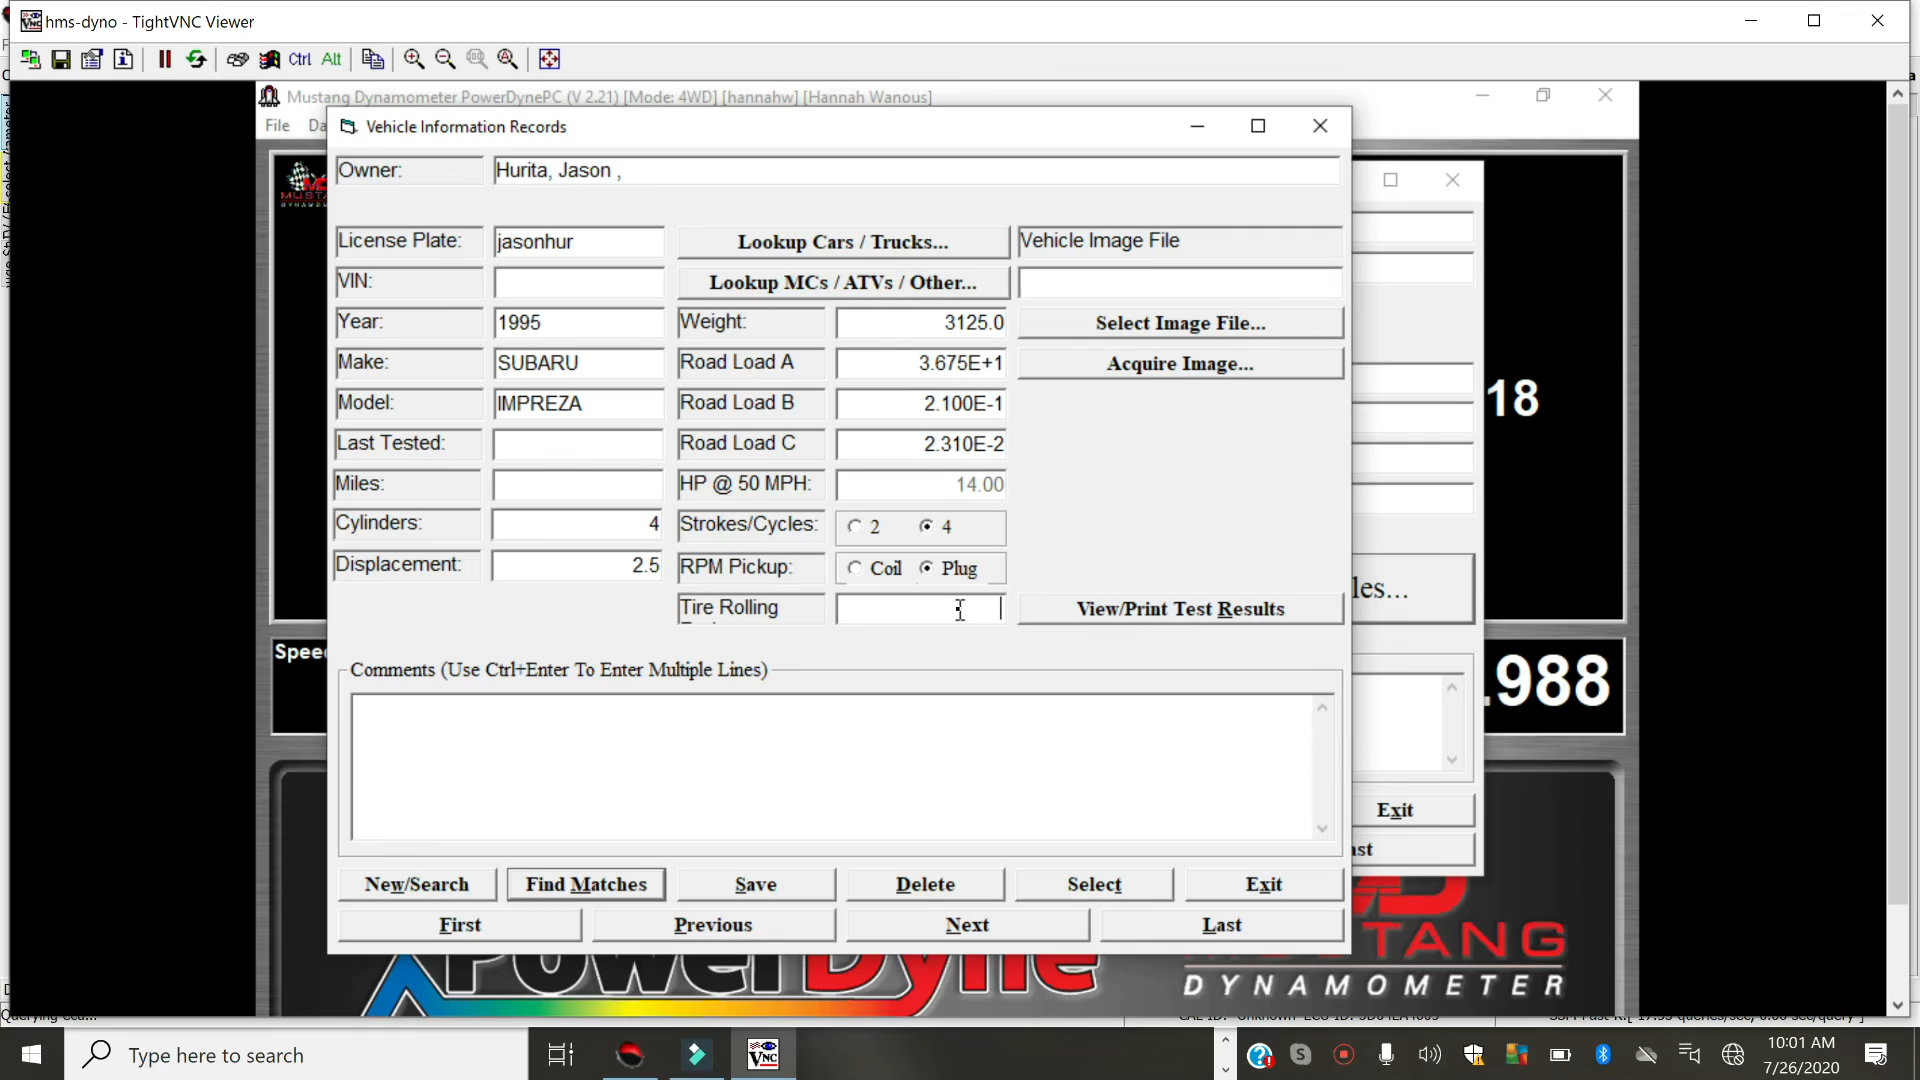 hms-dyno - TightVNC Viewer
Ctrl Alt
Mustang Dynamometer PowerDynePC (V 2.21) [Mode: 4WD] [hannahw] [Hannah Wanous]
File Da
Vehicle Information Records
Owner: Hurita, Jason ,
License Plate: jasonhur Lookup Cars / Trucks... Vehicle Image File
VIN: Lookup MCs / ATVs / Other...
Year: 1995 Weight: 3125.0 Select Image File...
Make: SUBARU Road Load A 3.675E+1 Acquire Image...
Model: IMPREZA Road Load B 2.100E-1
18
Last Tested: Road Load C 2.310E-2
Miles: HP @ 50 MPH: 14.00
Cylinders: 4 Strokes/Cycles: 2 4
Displacement: 2.5 RPM Pickup: Coil Plug
les...
Tire Rolling View/Print Test Results
Speed
.988
Comments (Use Ctrl+Enter To Enter Multiple Lines)
Exit
ast
New/Search Find Matches Save Delete Select Exit
First Previous Next Last
PowerDyne
MUSTANG
DYNAMOMETER
Type here to search
VNC
10:01 AM
7/26/2020